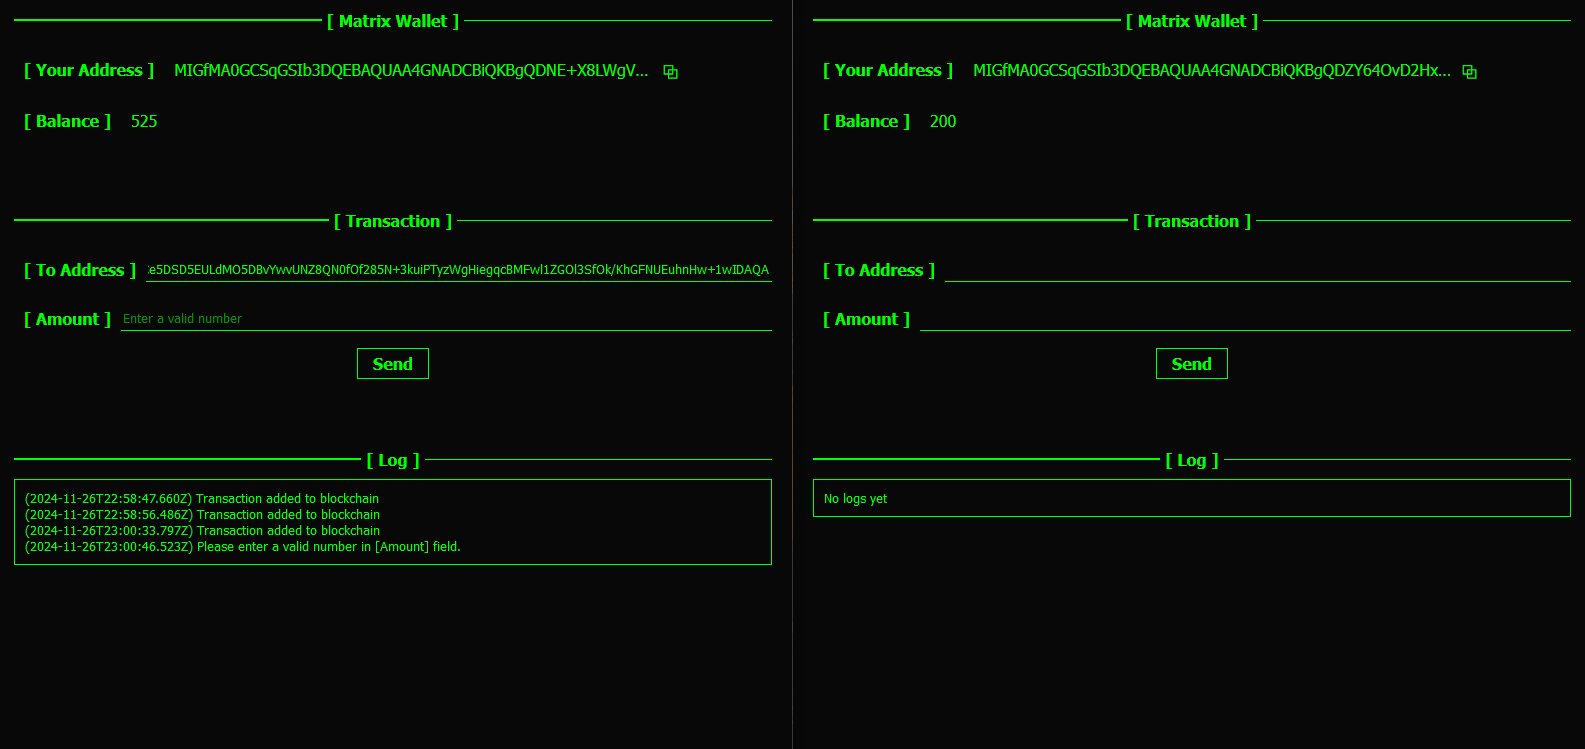 [ Matrix Wallet ]
[ Your Address ] MIGfMA0GCSqGSIb3DQEBAQUAA4GNADCBiQKBgQDNE+X8LWgV...
[ Balance ] 525
[ Transaction ]
[ To Address ] Ke5DSD5EULdMO5DBvYwvUNZ8QN0fOf285N+3kuiPTyzWgHiegqcBMFwl1ZGOl3SfOk/KhGFNUEuhnHw+1wIDAQA
[ Amount ] Enter a valid number
Send
[ Log ]
(2024-11-26T22:58:47.660Z) Transaction added to blockchain
(2024-11-26T22:58:56.486Z) Transaction added to blockchain
(2024-11-26T23:00:33.797Z) Transaction added to blockchain
(2024-11-26T23:00:46.523Z) Please enter a valid number in [Amount] field.
[ Matrix Wallet ]
[ Your Address ] MIGfMA0GCSqGSIb3DQEBAQUAA4GNADCBiQKBgQDZY64OvD2Hx...
[ Balance ] 200
[ Transaction ]
[ To Address ]
[ Amount ]
Send
[ Log ]
No logs yet